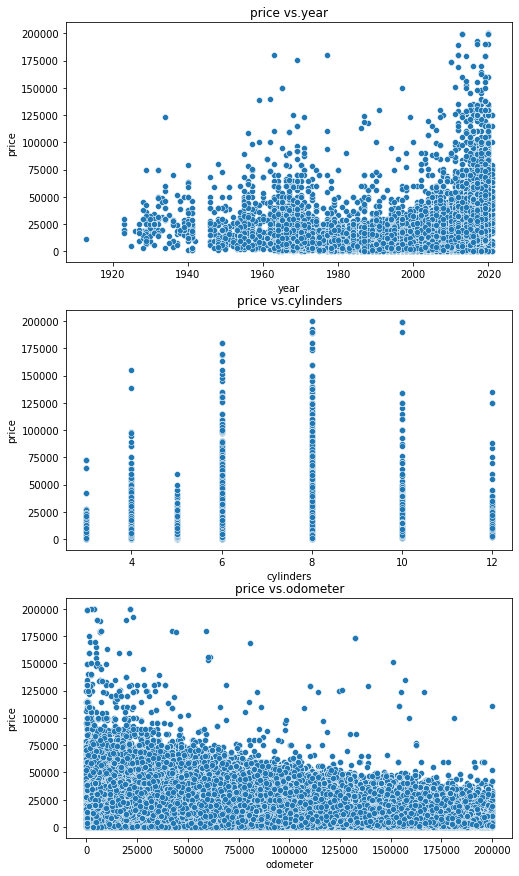 price vs.year
200000
175000
150000
125000
100000
75000
50000
25000
0
price
1920 1940 1960 1980 2000 2020
year
price vs.cylinders
200000
175000
150000
125000
100000
75000
50000
25000
0
price
4 6 8 10 12
cylinders
price vs.odometer
200000
175000
150000
125000
100000
75000
50000
25000
0
price
0 25000 50000 75000 100000 125000 150000 175000 200000
odometer